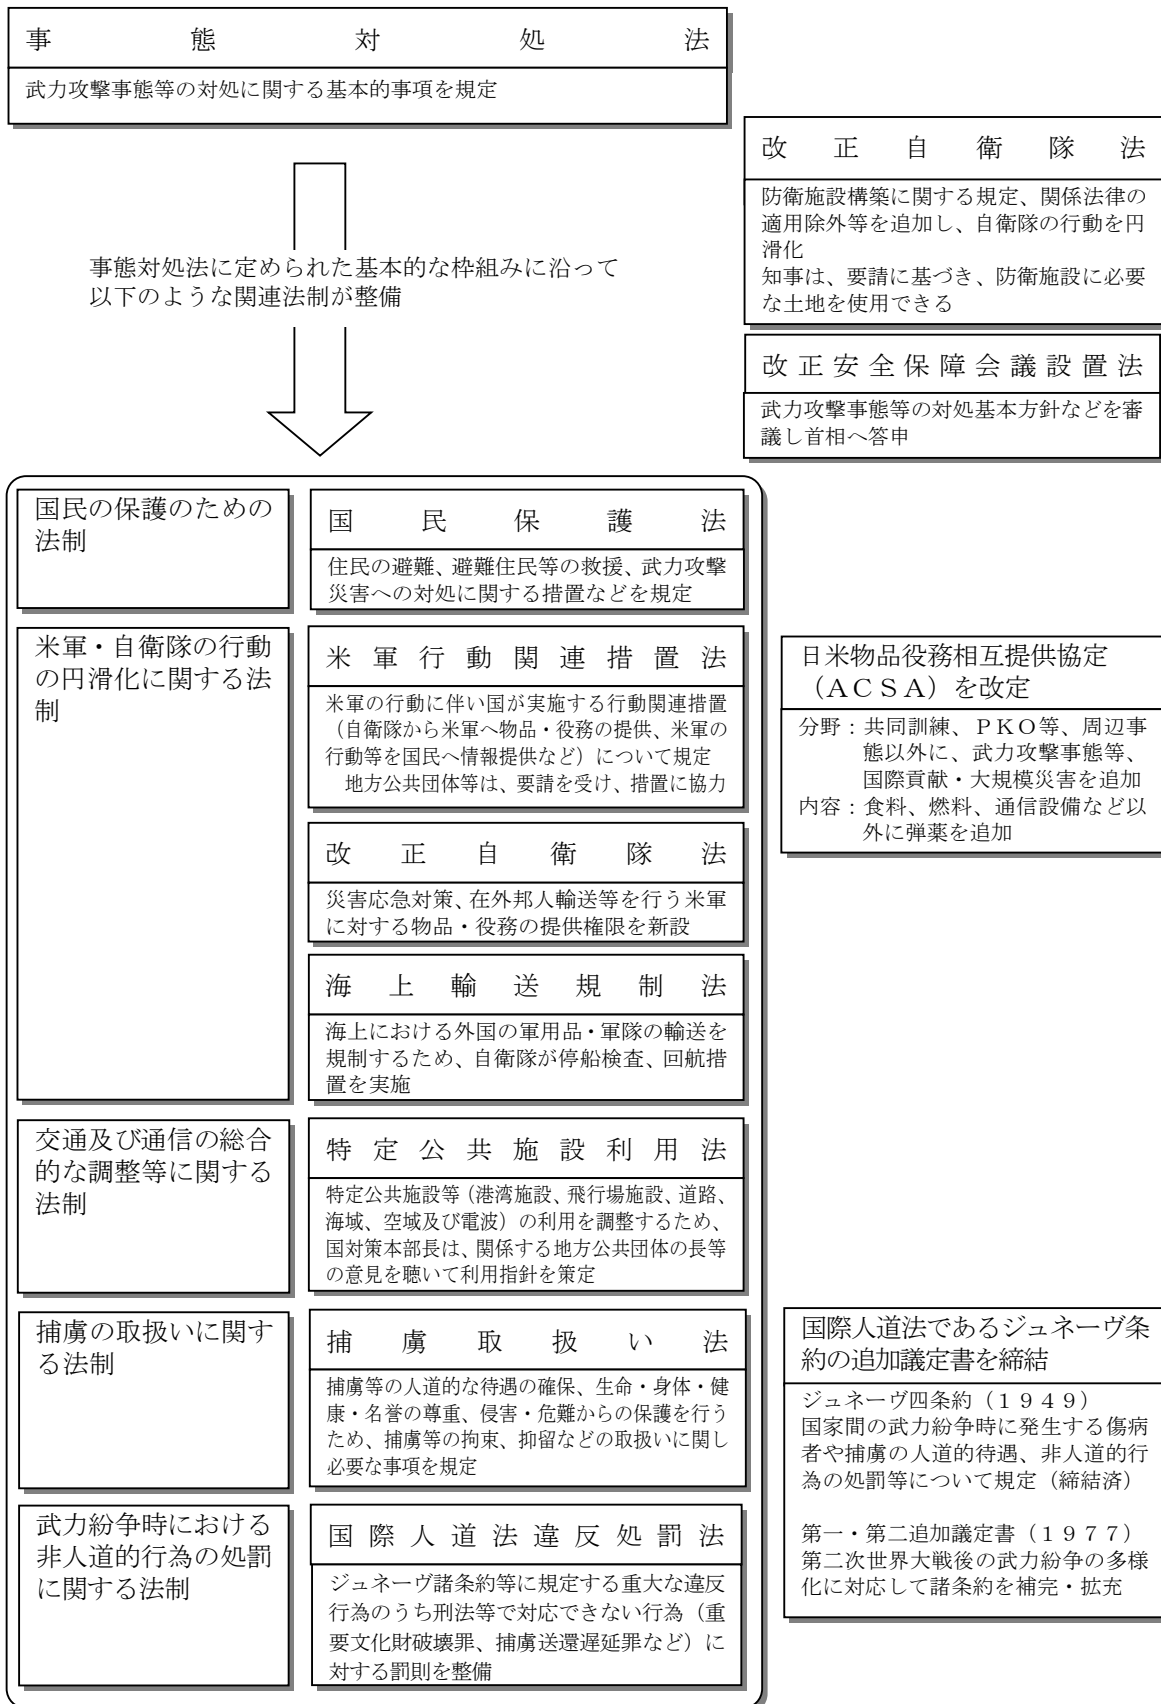 事態対処法
武力攻撃事態等の対処に関する基本的事項を規定
改正自衛隊法
防衛施設構築に関する規定、関係法律の
適用除外等を追加し、自衛隊の行動を円
滑化
知事は、要請に基づき、防衛施設に必要
な土地を使用できる
事態対処法に定められた基本的な枠組みに沿って
以下のような関連法制が整備
改正安全保障会議設置法
武力攻撃事態等の対処基本方針などを審
議し首相へ答申
国民の保護のための
法制
国民保護法
住民の避難、避難住民等の救援、武力攻撃
災害への対処に関する措置などを規定
米軍・自衛隊の行動
の円滑化に関する法
制
米軍行動関連措置法
米軍の行動に伴い国が実施する行動関連措置
（自衛隊から米軍へ物品・役務の提供、米軍の
行動等を国民へ情報提供など）について規定
地方公共団体等は、要請を受け、措置に協力
日米物品役務相互提供協定
（ＡＣＳＡ）を改定
分野：共同訓練、ＰＫＯ等、周辺事
態以外に、武力攻撃事態等、
国際貢献・大規模災害を追加
内容：食料、燃料、通信設備など以
外に弾薬を追加
改正自衛隊法
災害応急対策、在外邦人輸送等を行う米軍
に対する物品・役務の提供権限を新設
海上輸送規制法
海上における外国の軍用品・軍隊の輸送を
規制するため、自衛隊が停船検査、回航措
置を実施
交通及び通信の総合
的な調整等に関する
法制
特定公共施設利用法
特定公共施設等（港湾施設、飛行場施設、道路、
海域、空域及び電波）の利用を調整するため、
国対策本部長は、関係する地方公共団体の長等
の意見を聴いて利用指針を策定
捕虜の取扱いに関す
る法制
捕虜取扱い法
捕虜等の人道的な待遇の確保、生命・身体・健
康・名誉の尊重、侵害・危難からの保護を行う
ため、捕虜等の拘束、抑留などの取扱いに関し
必要な事項を規定
国際人道法であるジュネーヴ条
約の追加議定書を締結
ジュネーヴ四条約（１９４９）
国家間の武力紛争時に発生する傷病
者や捕虜の人道的待遇、非人道的行
為の処罰等について規定（締結済）
第一・第二追加議定書（１９７７）
第二次世界大戦後の武力紛争の多様
化に対応して諸条約を補完・拡充
武力紛争時における
非人道的行為の処罰
に関する法制
国際人道法違反処罰法
ジュネーヴ諸条約等に規定する重大な違反
行為のうち刑法等で対応できない行為（重
要文化財破壊罪、捕虜送還遅延罪など）に
対する罰則を整備